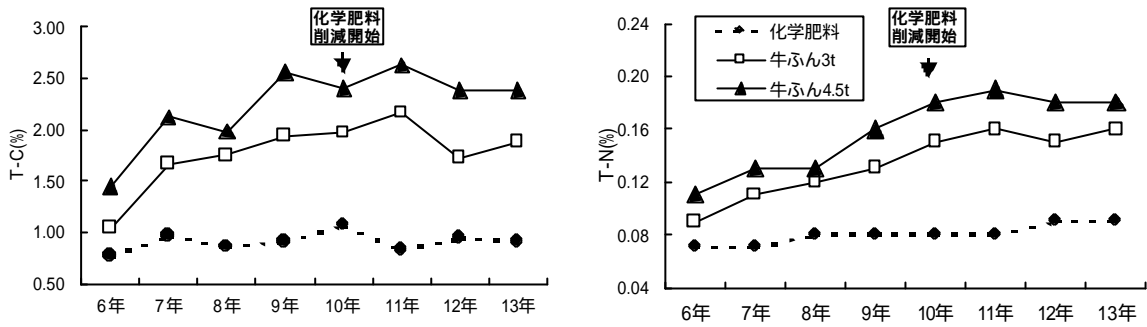 化学肥料
削減開始
3.00
2.50
2.00
1.50
1.00
0.50
T-C(%)
6年 7年 8年 9年 10年 11年 12年 13年
化学肥料
牛ふん3t
牛ふん4.5t
化学肥料
削減開始
0.24
0.20
0.16
0.12
0.08
0.04
T-N(%)
6年 7年 8年 9年 10年 11年 12年 13年